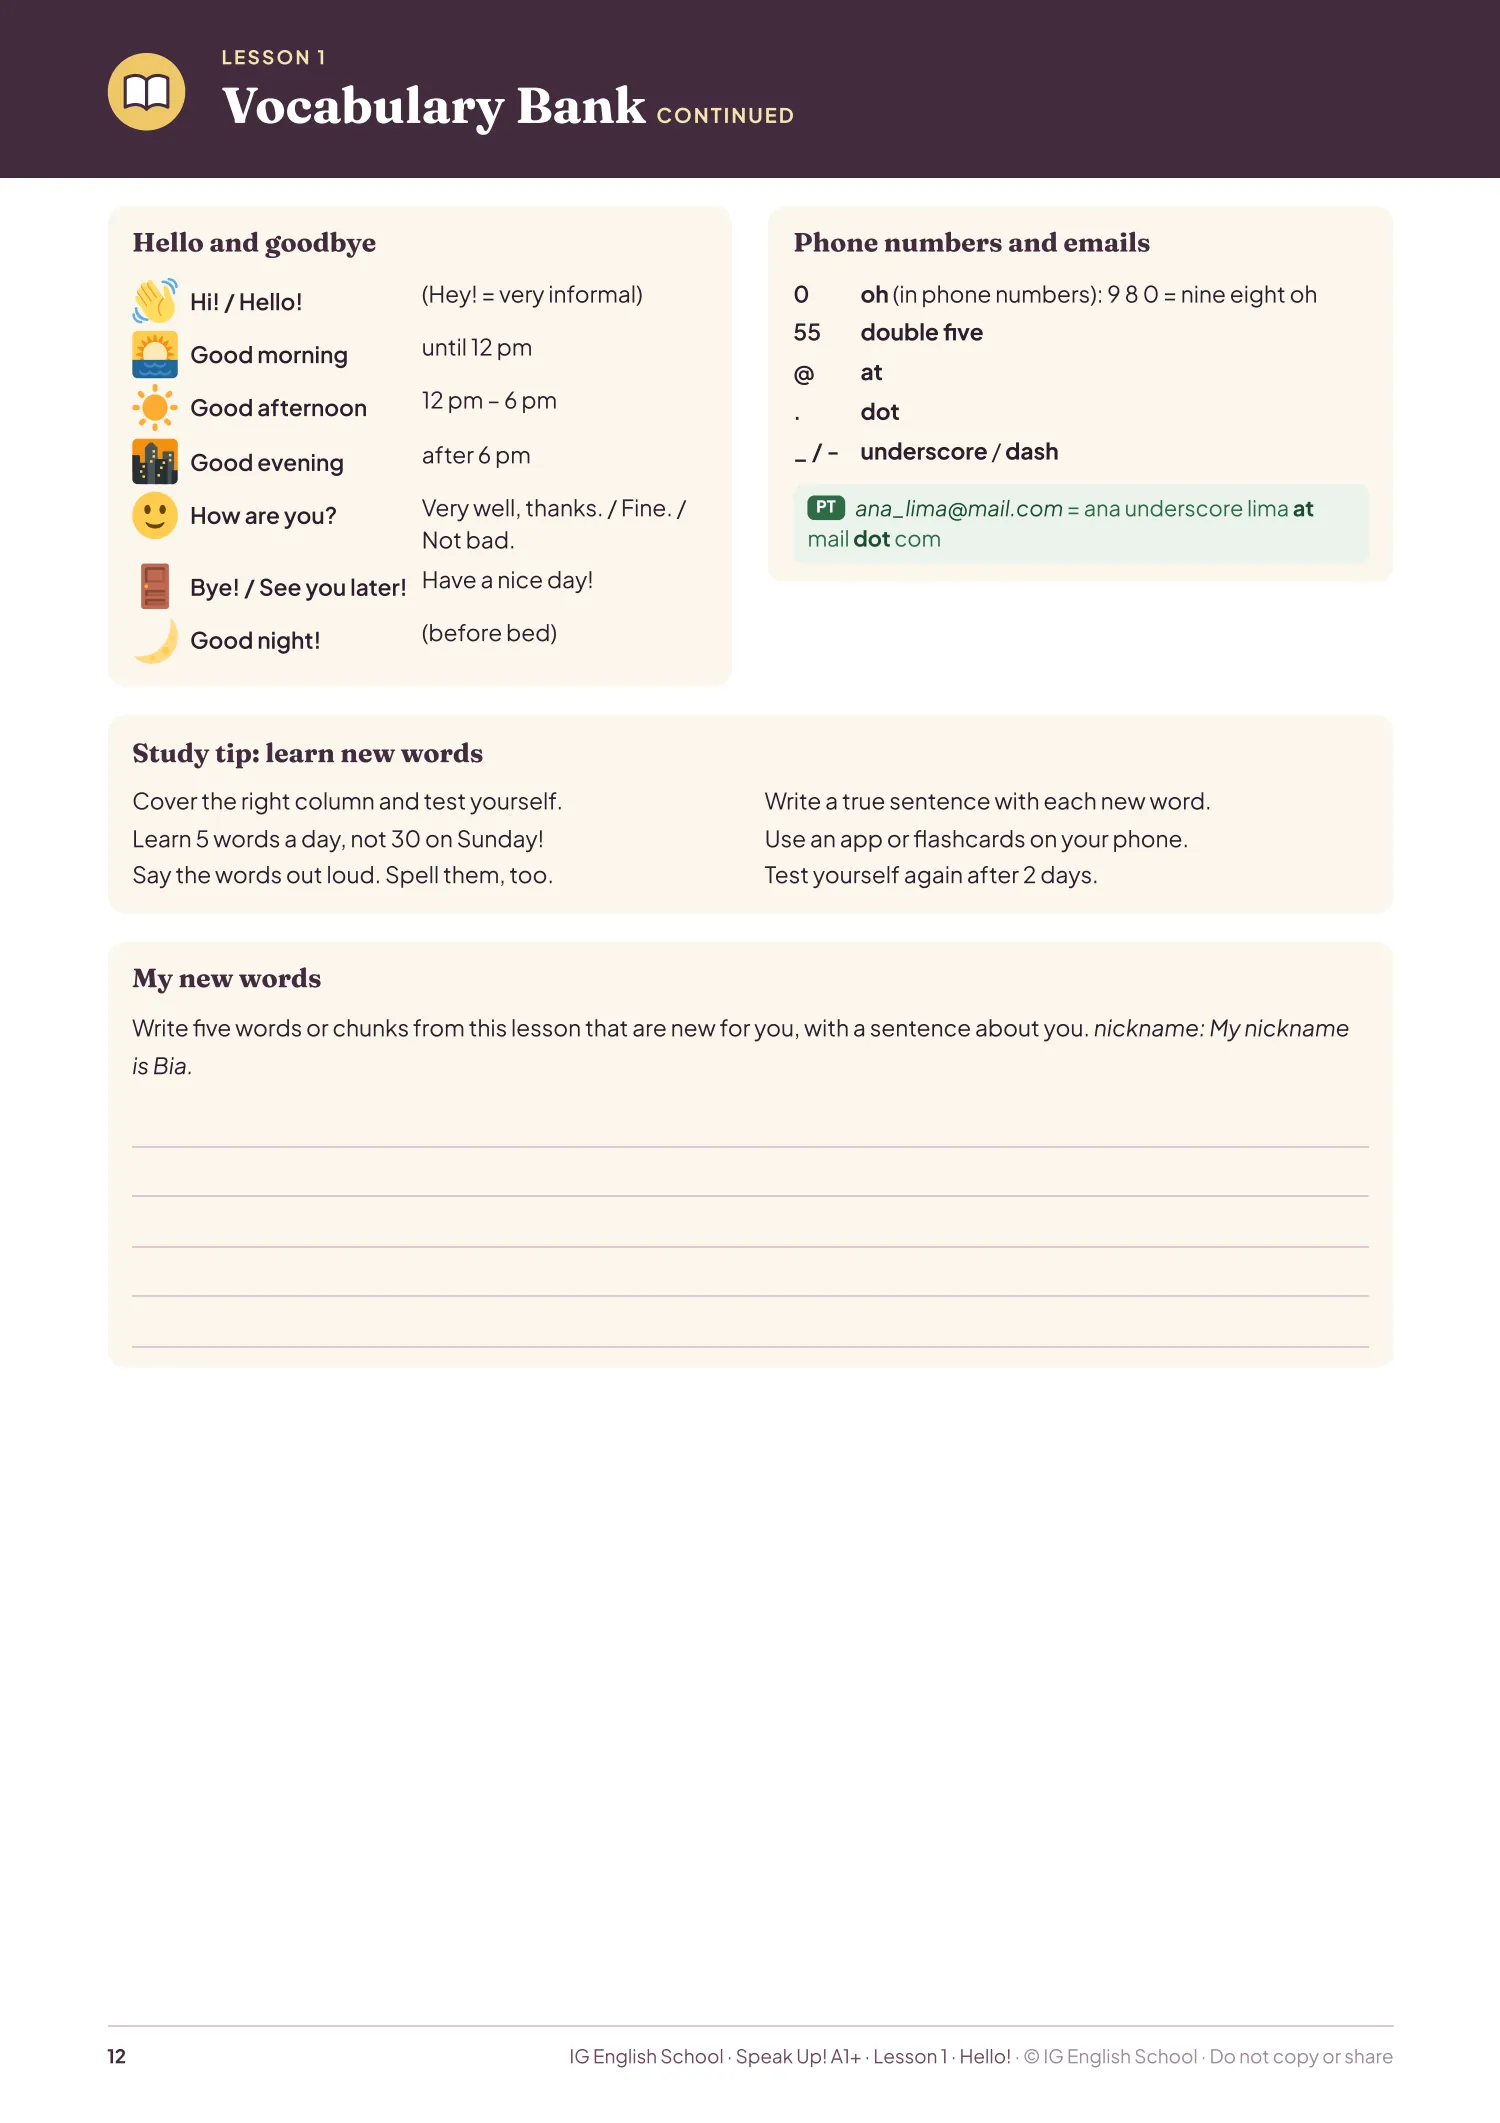 LESSON 1
Vocabulary Bank CONTINUED
Hello and goodbye
Hi! / Hello! (Hey! = very informal)
Good morning until 12 pm
Good afternoon 12 pm – 6 pm
Good evening after 6 pm
How are you? Very well, thanks. / Fine. /
Not bad.
Bye! / See you later! Have a nice day!
Good night! (before bed)
Phone numbers and emails
0 oh (in phone numbers): 9 8 0 = nine eight oh
55 double five
@ at
. dot
_ / - underscore / dash
PT ana_lima@mail.com = ana underscore lima at
mail dot com
Study tip: learn new words
Cover the right column and test yourself.
Learn 5 words a day, not 30 on Sunday!
Say the words out loud. Spell them, too.
Write a true sentence with each new word.
Use an app or flashcards on your phone.
Test yourself again after 2 days.
My new words
Write five words or chunks from this lesson that are new for you, with a sentence about you. nickname: My nickname
is Bia.
12 IG English School · Speak Up! A1+ · Lesson 1 · Hello! · © IG English School · Do not copy or share